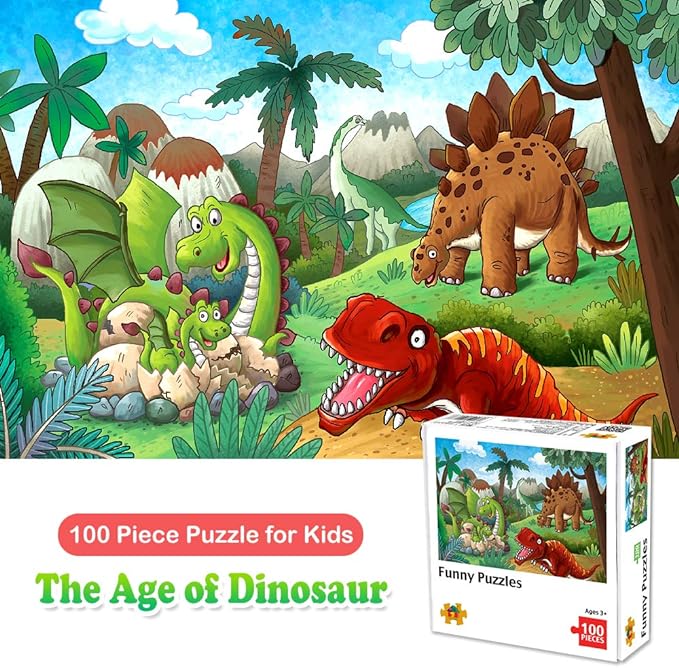 100 Piece Puzzle for Kids
The Age of Dinosaur
Funny Puzzles
Ages 3+
100
PIECES
Funny Puzzles